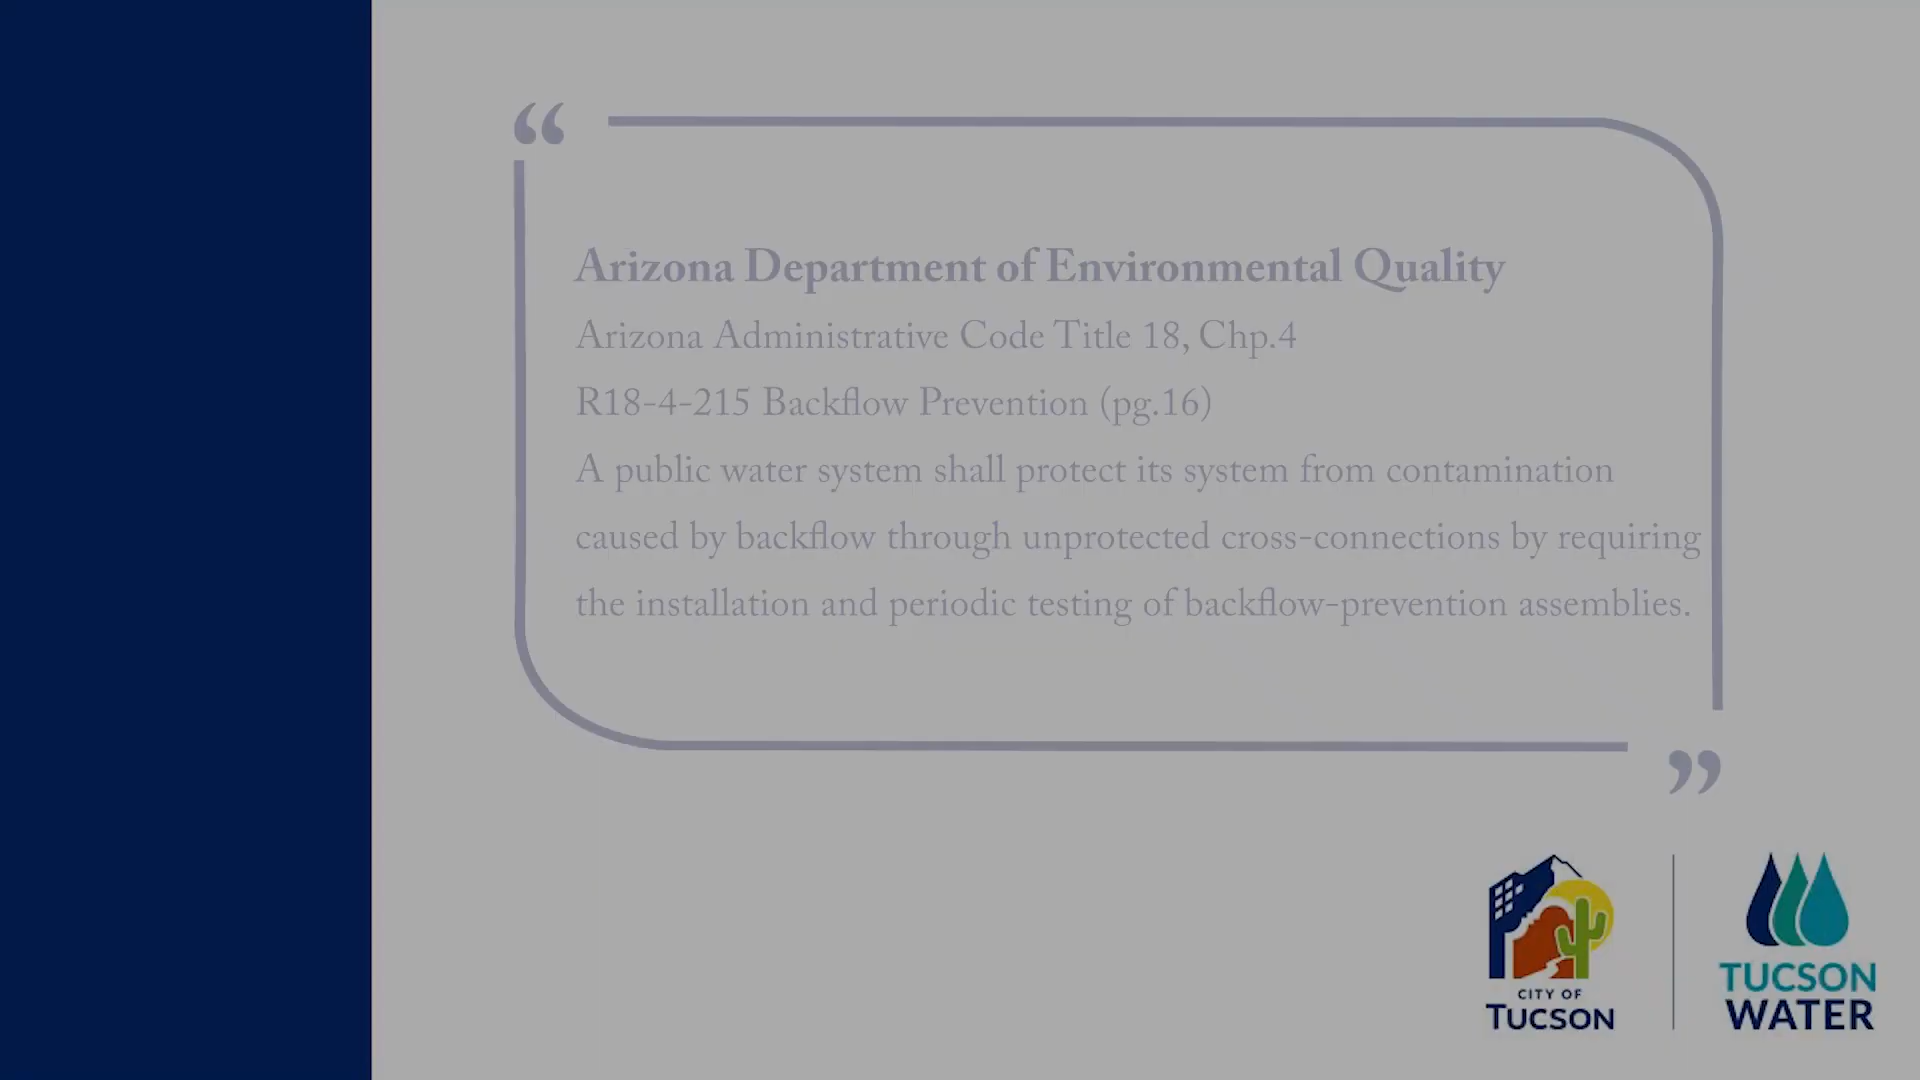 “
Arizona Department of Environmental Quality
Arizona Administrative Code Title 18, Chp.4
R18-4-215 Backflow Prevention (pg.16)
A public water system shall protect its system from contamination
caused by backflow through unprotected cross-connections by requiring
the installation and periodic testing of backflow-prevention assemblies.
”
CITY OF
TUCSON
TUCSON
WATER